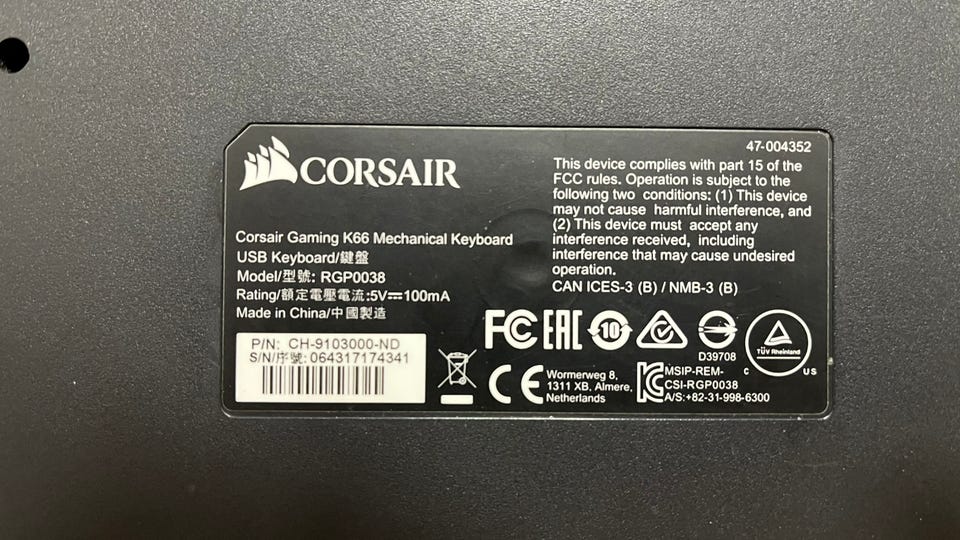 CORSAIR
Corsair Gaming K66 Mechanical Keyboard
USB Keyboard/鍵盤
Model/型號: RGP0038
Rating/額定電壓電流:5V⎓100mA
Made in China/中國製造
P/N: CH-9103000-ND
S/N/序號: 064317174341
47-004352
This device complies with part 15 of the
FCC rules. Operation is subject to the
following two conditions: (1) This device
may not cause harmful interference, and
(2) This device must accept any
interference received, including
interference that may cause undesired
operation.
CAN ICES-3 (B) / NMB-3 (B)
FC EAC 10
D39708
TÜV Rheinland
C US
CE
Wormerweg 8,
1311 XB, Almere,
Netherlands
MSIP-REM-
CSI-RGP0038
A/S:+82-31-998-6300